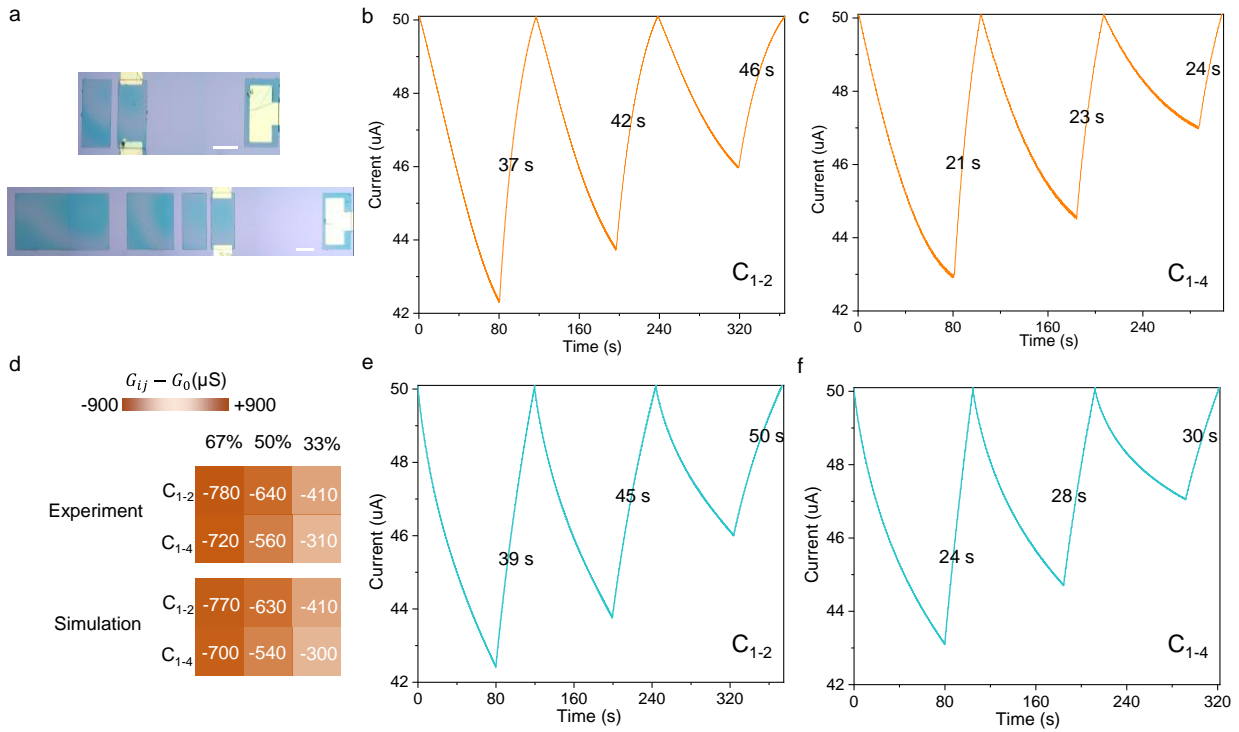 a
b
50
48
46
44
42
Current (uA)
37 s
42 s
46 s
C1-2
0 80 160 240 320
Time (s)
c
50
48
46
44
42
Current (uA)
21 s
23 s
24 s
C1-4
0 80 160 240
Time (s)
d
Gij − G0(μS)
-900 +900
67% 50% 33%
Experiment
C1-2 -780 -640 -410
C1-4 -720 -560 -310
Simulation
C1-2 -770 -630 -410
C1-4 -700 -540 -300
e
50
48
46
44
42
Current (uA)
39 s
45 s
50 s
C1-2
0 80 160 240 320
Time (s)
f
50
48
46
44
42
Current (uA)
24 s
28 s
30 s
C1-4
0 80 160 240 320
Time (s)